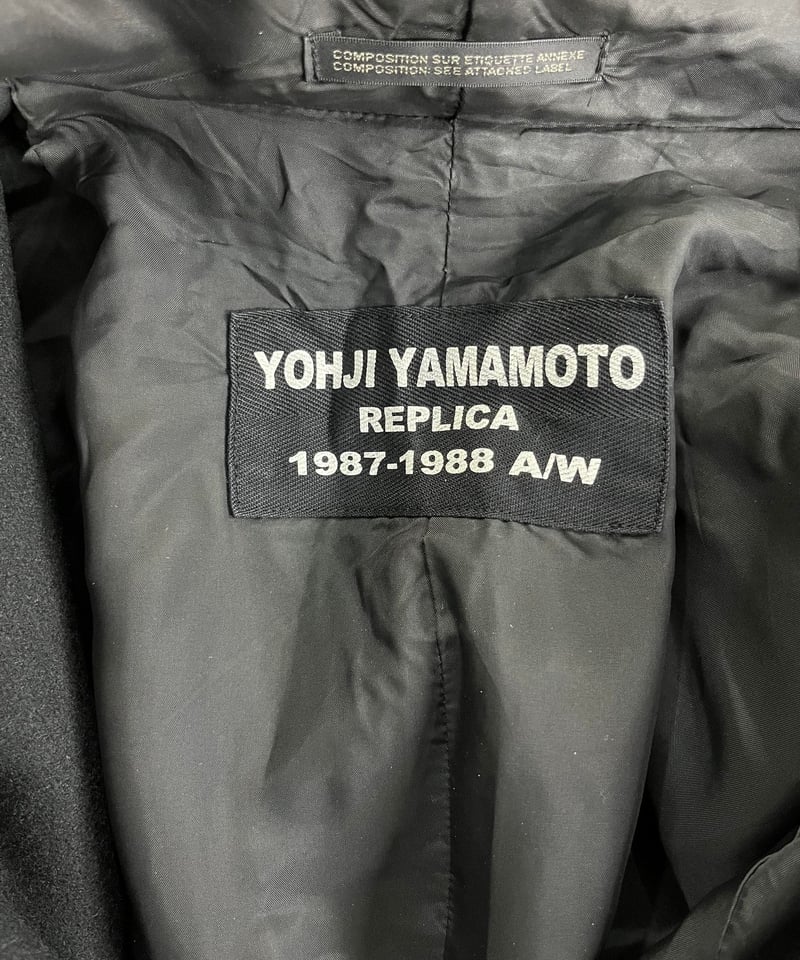 COMPOSITION SUR ETIQUETTE ANNEXE
COMPOSITION: SEE ATTACHED LABEL
YOHJI YAMAMOTO
REPLICA
1987-1988 A/W